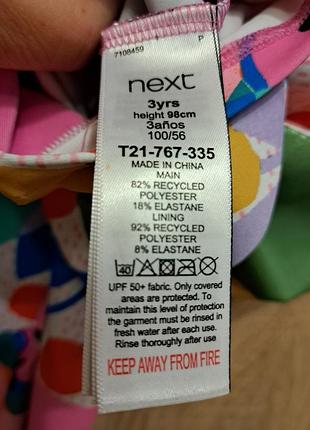 7108459 P
next
3yrs
height 98cm
3años
100/56
T21-767-335
MADE IN CHINA
MAIN
82% RECYCLED
POLYESTER
18% ELASTANE
LINING
92% RECYCLED
POLYESTER
8% ELASTANE
40
UPF 50+ fabric. Only covered
areas are protected. To
maintain this level of protection
the garment must be rinsed in
fresh water after each use.
Rinse thoroughly after use
KEEP AWAY FROM FIRE